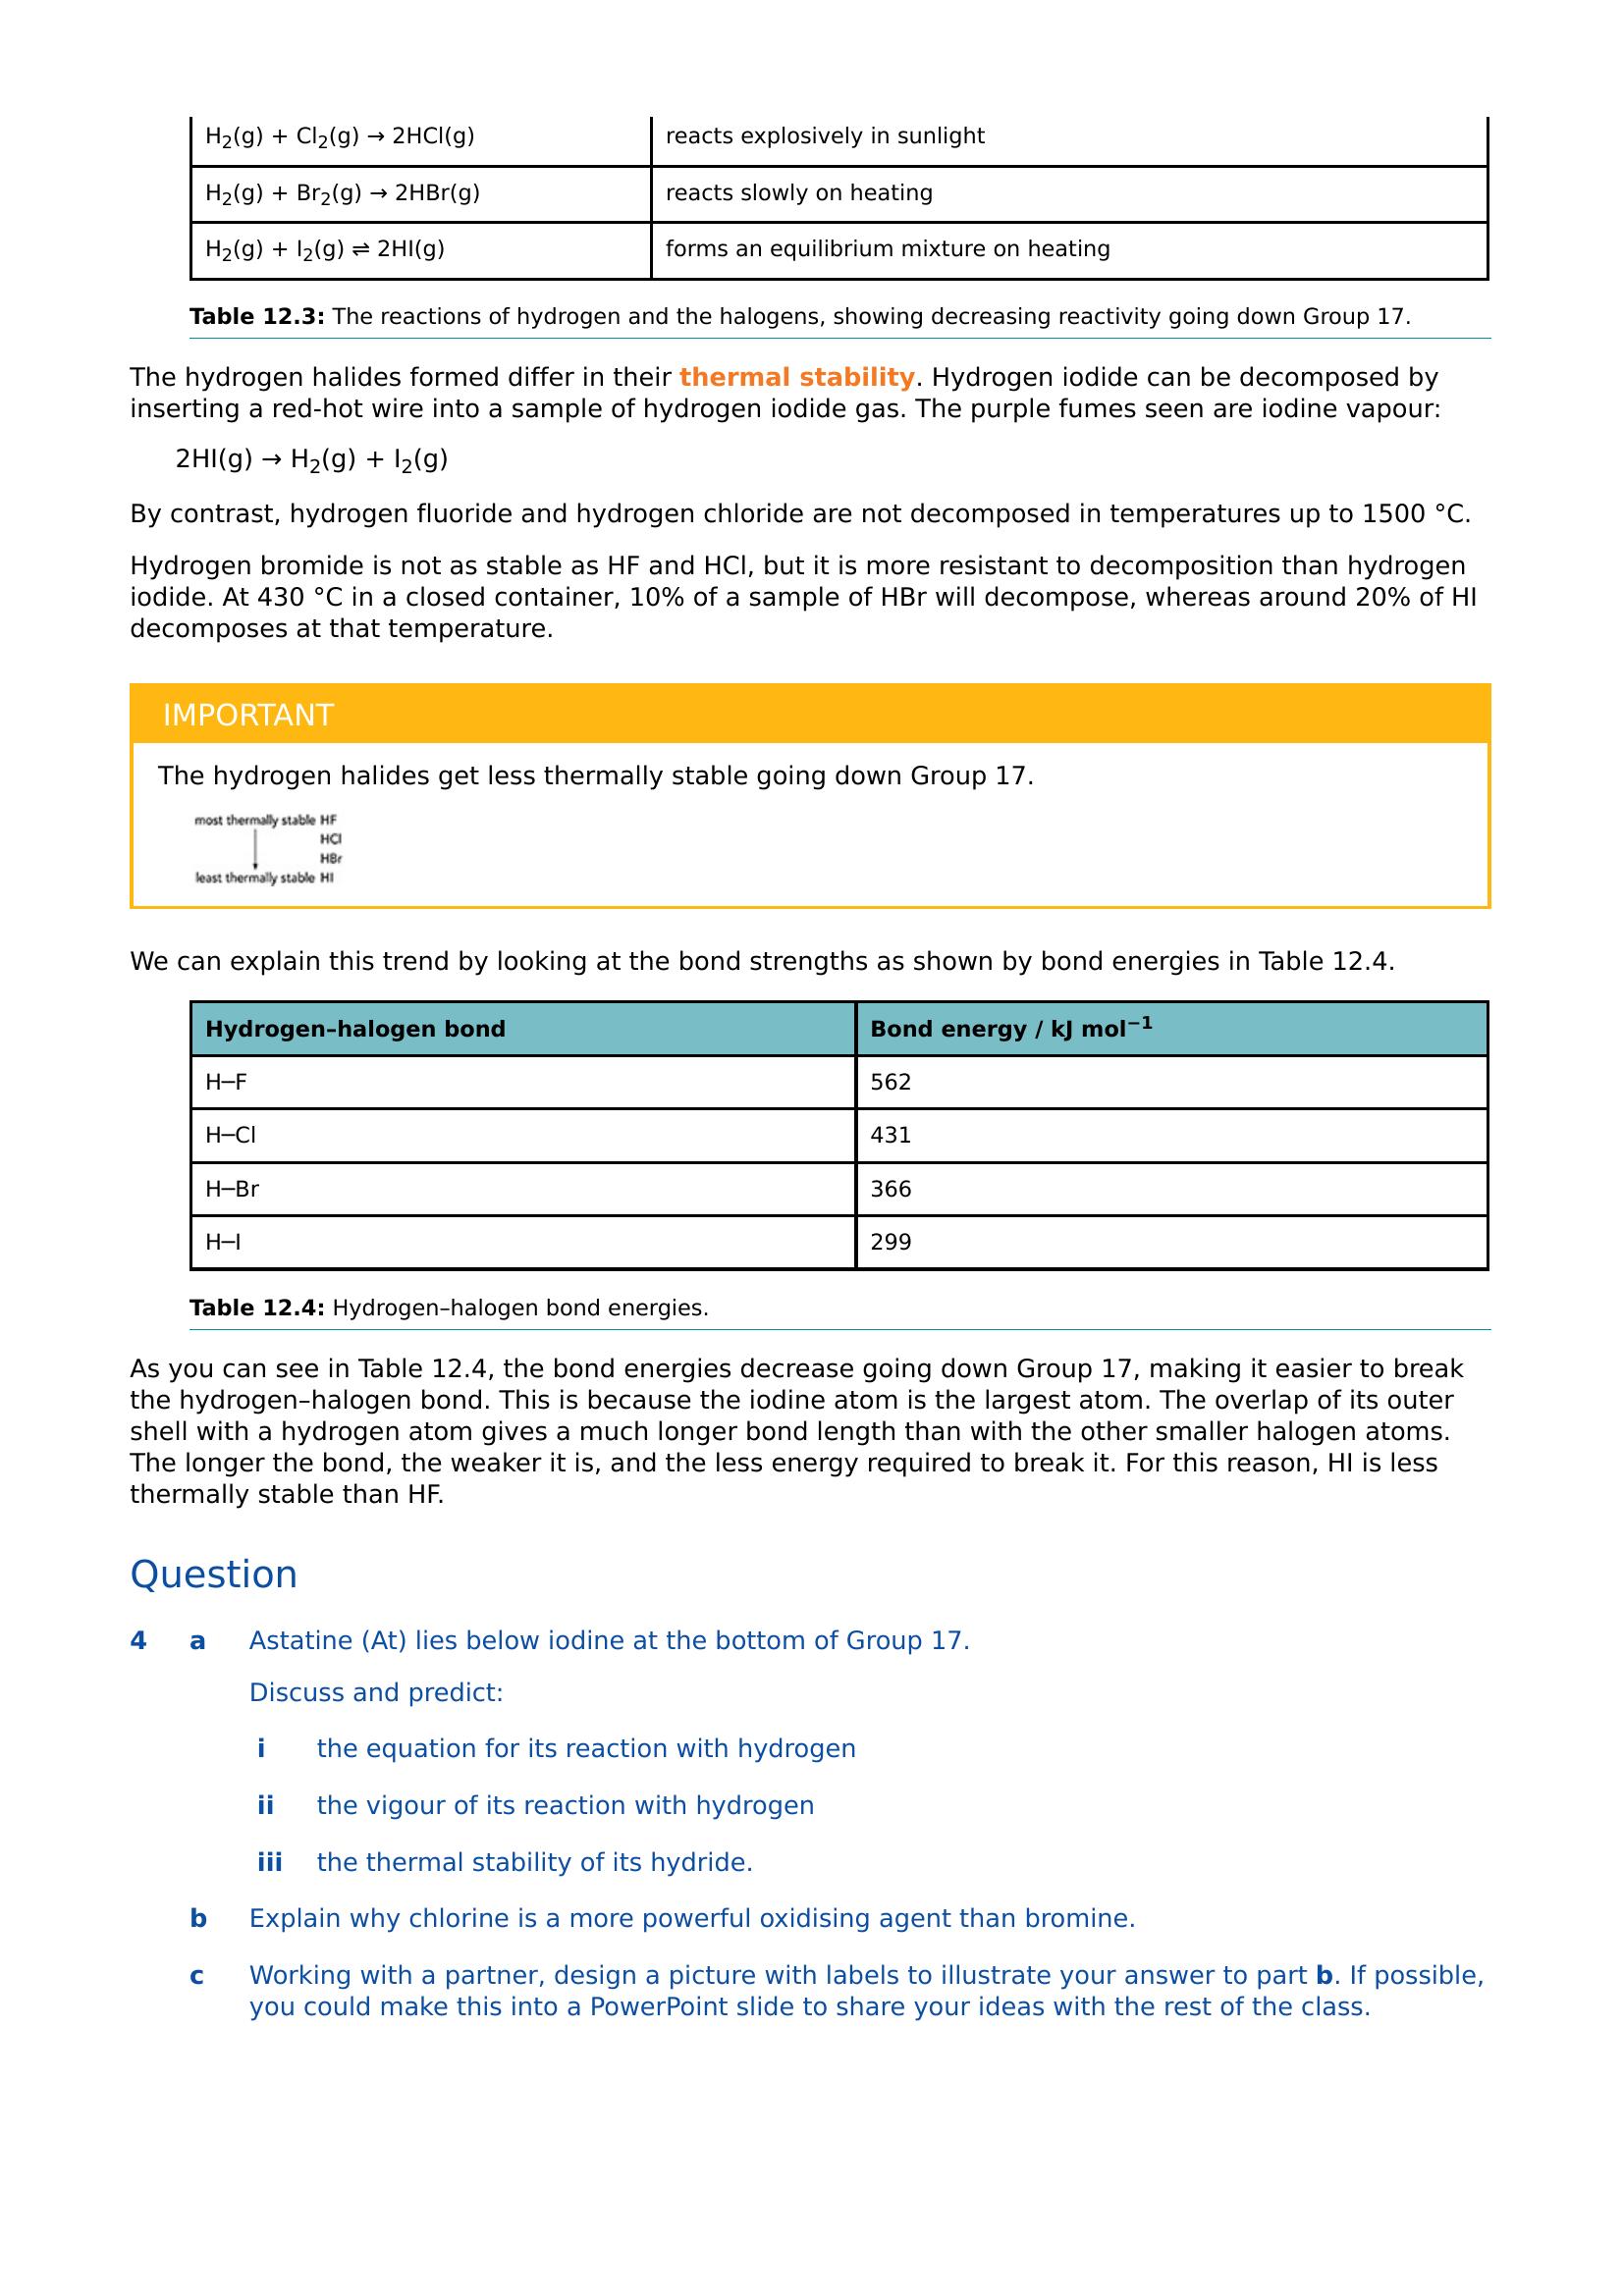 H₂(g) + Cl₂(g) → 2HCl(g) reacts explosively in sunlight
H₂(g) + Br₂(g) → 2HBr(g) reacts slowly on heating
H₂(g) + I₂(g) ⇌ 2HI(g) forms an equilibrium mixture on heating
Table 12.3: The reactions of hydrogen and the halogens, showing decreasing reactivity going down Group 17.
The hydrogen halides formed differ in their thermal stability. Hydrogen iodide can be decomposed by
inserting a red-hot wire into a sample of hydrogen iodide gas. The purple fumes seen are iodine vapour:
2HI(g) → H₂(g) + I₂(g)
By contrast, hydrogen fluoride and hydrogen chloride are not decomposed in temperatures up to 1500 °C.
Hydrogen bromide is not as stable as HF and HCl, but it is more resistant to decomposition than hydrogen
iodide. At 430 °C in a closed container, 10% of a sample of HBr will decompose, whereas around 20% of HI
decomposes at that temperature.
IMPORTANT
The hydrogen halides get less thermally stable going down Group 17.
most thermally stable HF
HCl
HBr
least thermally stable HI
We can explain this trend by looking at the bond strengths as shown by bond energies in Table 12.4.
Hydrogen–halogen bond Bond energy / kJ mol⁻¹
H─F 562
H─Cl 431
H─Br 366
H─I 299
Table 12.4: Hydrogen–halogen bond energies.
As you can see in Table 12.4, the bond energies decrease going down Group 17, making it easier to break
the hydrogen–halogen bond. This is because the iodine atom is the largest atom. The overlap of its outer
shell with a hydrogen atom gives a much longer bond length than with the other smaller halogen atoms.
The longer the bond, the weaker it is, and the less energy required to break it. For this reason, HI is less
thermally stable than HF.
Question
4 a Astatine (At) lies below iodine at the bottom of Group 17.
Discuss and predict:
i the equation for its reaction with hydrogen
ii the vigour of its reaction with hydrogen
iii the thermal stability of its hydride.
b Explain why chlorine is a more powerful oxidising agent than bromine.
c Working with a partner, design a picture with labels to illustrate your answer to part b. If possible,
you could make this into a PowerPoint slide to share your ideas with the rest of the class.